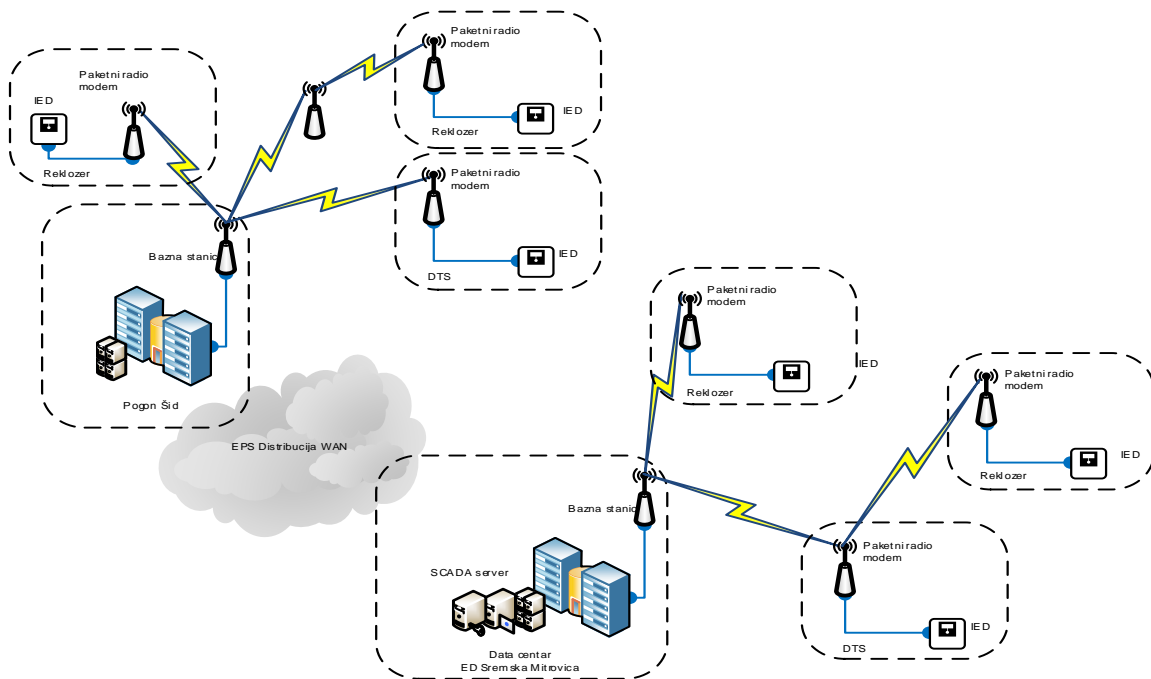 Paketni radio
modem
IED
Reklozer
Paketni radio
modem
IED
Reklozer
Paketni radio
modem
IED
DTS
Bazna stanic
Pogon Šid
EPS Distribucija WAN
Paketni radio
modem
IED
Reklozer
Paketni radio
modem
IED
Reklozer
Bazna stanic
SCADA server
Data centar
ED Sremska Mitrovica
Paketni radio
modem
IED
DTS